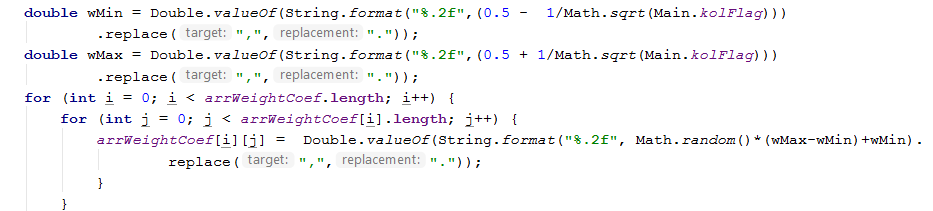 double wMin = Double.valueOf(String.format("%.2f",(0.5 -  1/Math.sqrt(Main.kolFlag)))
        .replace( target: ",", replacement: "."));
double wMax = Double.valueOf(String.format("%.2f",(0.5 + 1/Math.sqrt(Main.kolFlag)))
        .replace( target: ",", replacement: "."));
for (int i = 0; i < arrWeightCoef.length; i++) {
    for (int j = 0; j < arrWeightCoef[i].length; j++) {
        arrWeightCoef[i][j] =  Double.valueOf(String.format("%.2f", Math.random()*(wMax-wMin)+wMin).
                replace( target: ",", replacement: "."));
        }
    }